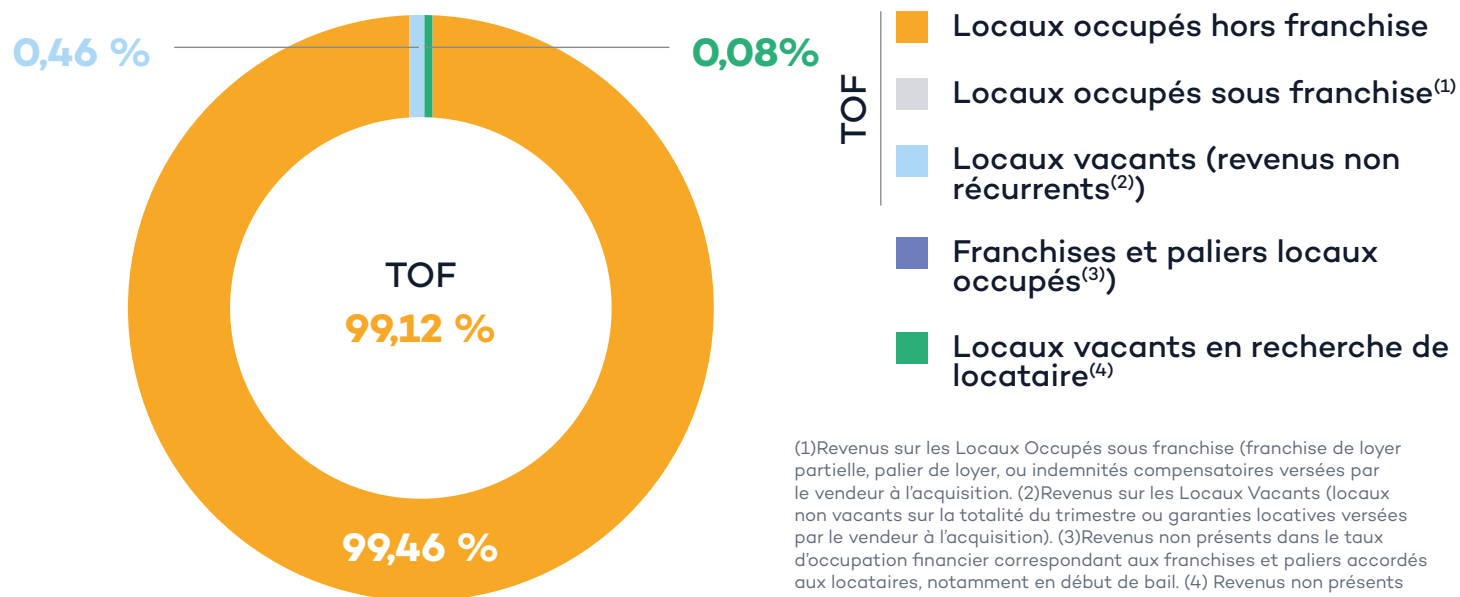 0,46 %
0,08%
TOF
99,12 %
99,46 %
TOF
Locaux occupés hors franchise
Locaux occupés sous franchise(1)
Locaux vacants (revenus non
récurrents(2))
Franchises et paliers locaux
occupés(3))
Locaux vacants en recherche de
locataire(4)
(1)Revenus sur les Locaux Occupés sous franchise (franchise de loyer
partielle, palier de loyer, ou indemnités compensatoires versées par
le vendeur à l'acquisition. (2)Revenus sur les Locaux Vacants (locaux
non vacants sur la totalité du trimestre ou garanties locatives versées
par le vendeur à l'acquisition). (3)Revenus non présents dans le taux
d'occupation financier correspondant aux franchises et paliers accordés
aux locataires, notamment en début de bail. (4) Revenus non présents